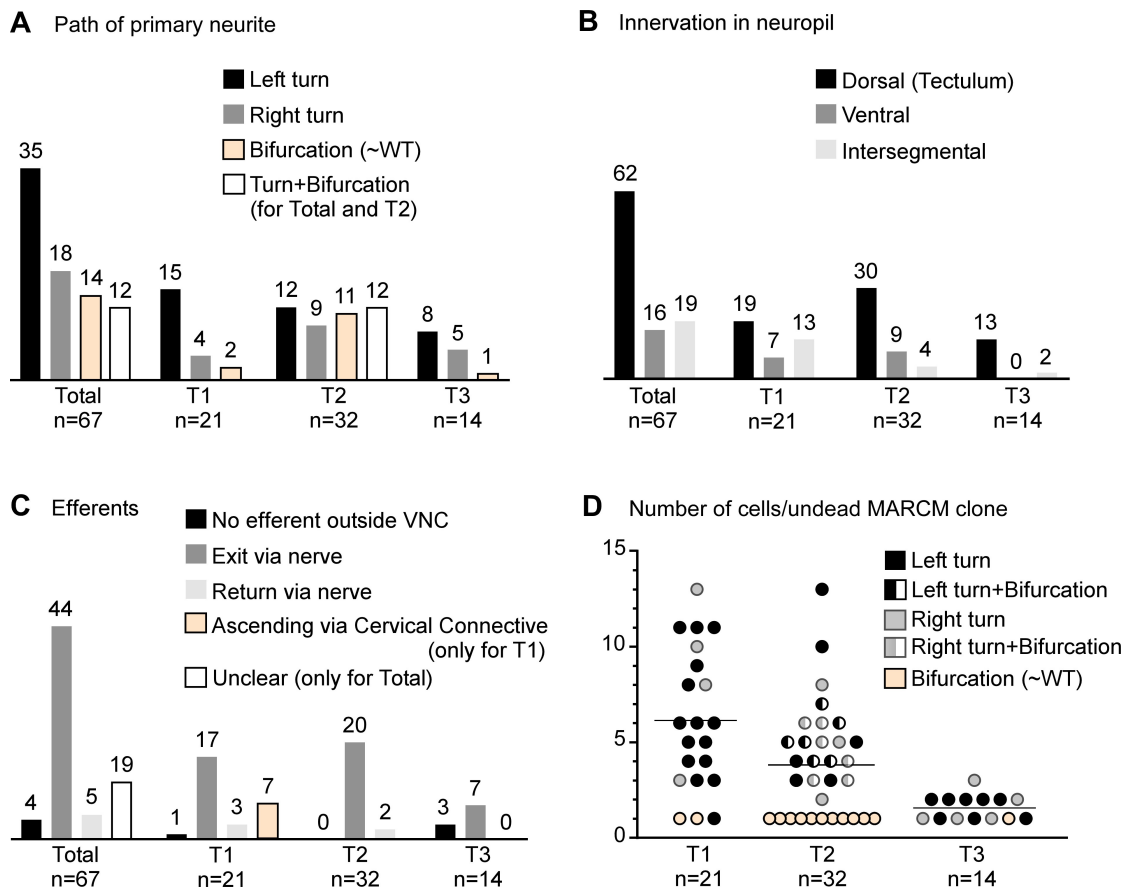 A Path of primary neurite
Left turn
Right turn
Bifurcation (~WT)
Turn+Bifurcation
(for Total and T2)
35
18
14
12
15
4
2
12
9
11
12
8
5
1
Total T1 T2 T3
n=67 n=21 n=32 n=14
B Innervation in neuropil
Dorsal (Tectulum)
Ventral
Intersegmental
62
16
19
19
7
13
30
9
4
13
0
2
Total T1 T2 T3
n=67 n=21 n=32 n=14
C Efferents
No efferent outside VNC
Exit via nerve
Return via nerve
Ascending via Cervical Connective
(only for T1)
Unclear (only for Total)
4
44
5
19
1
17
3
7
0
20
2
3
7
0
Total T1 T2 T3
n=67 n=21 n=32 n=14
D Number of cells/undead MARCM clone
Left turn
Left turn+Bifurcation
Right turn
Right turn+Bifurcation
Bifurcation (~WT)
15
10
5
0
T1 T2 T3
n=21 n=32 n=14